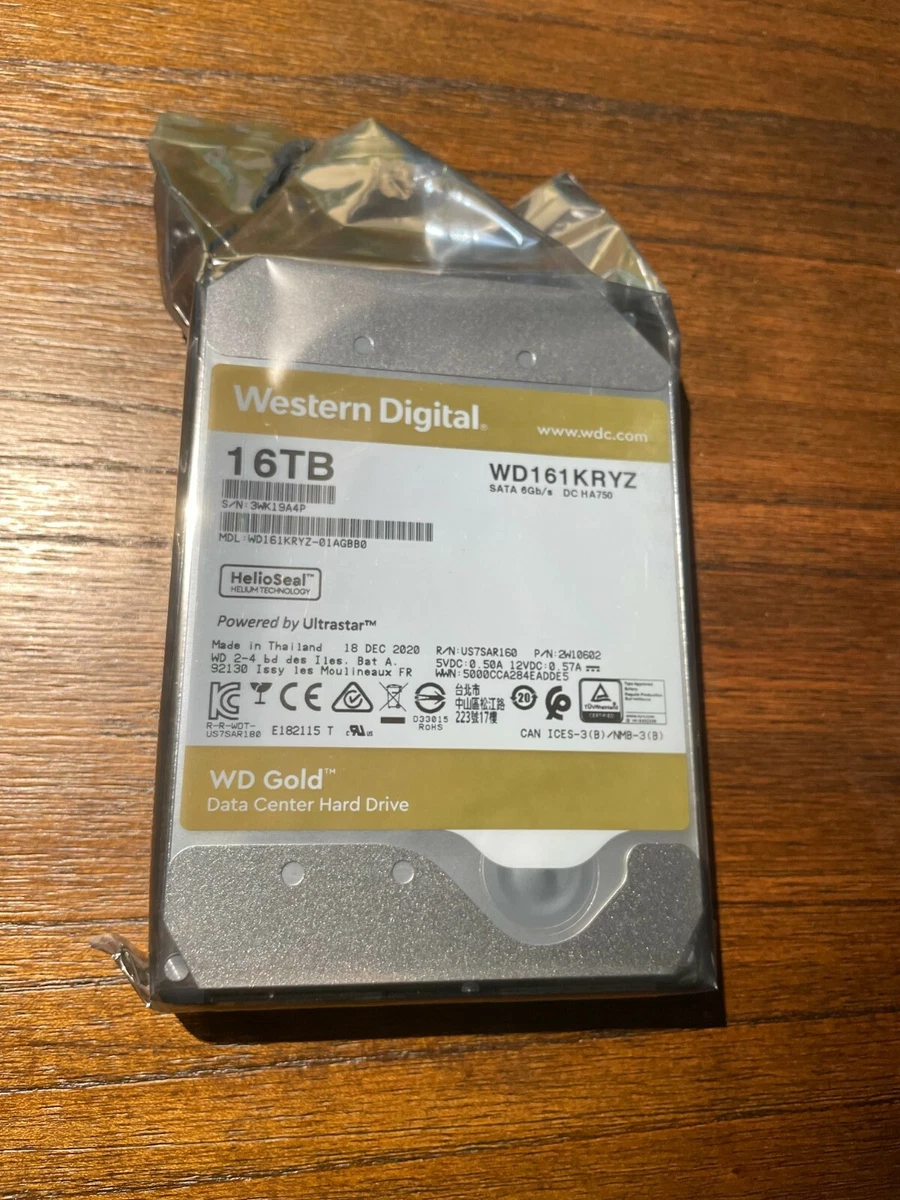 Western Digital®
www.wdc.com
16TB
WD161KRYZ
SATA 6Gb/s DC HA750
S/N:3WK19A4P
MDL:WD161KRYZ-01AGBB0
HelioSeal™
HELIUM TECHNOLOGY
Powered by Ultrastar™
Made in Thailand 18 DEC 2020 R/N:US7SAR160 P/N:2W10602
WD 2-4 bd des Iles. Bat A. 5VDC:0.50A 12VDC:0.57A
92130 Issy les Moulineaux FR WWN:5000CCA284EADDE5
台北市
中山區松江路
223號17樓
20
D33015
RoHS
R-R-WDT-
US7SAR180
E182115 T
CAN ICES-3(B)/NMB-3(B)
WD Gold™
Data Center Hard Drive